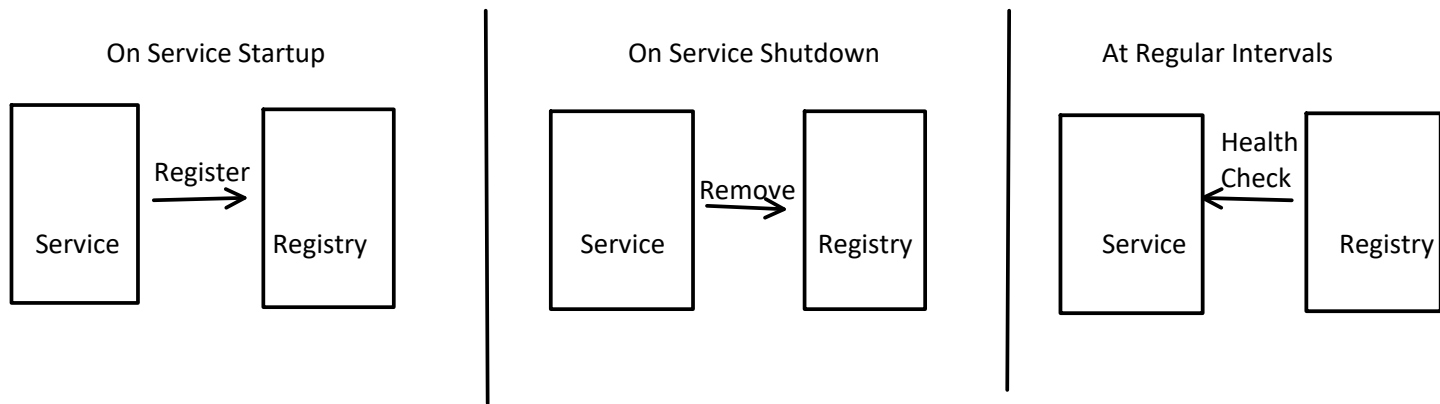 On Service Startup
Register
Service
Registry
On Service Shutdown
Remove
Service
Registry
At Regular Intervals
Health
Check
Service
Registry